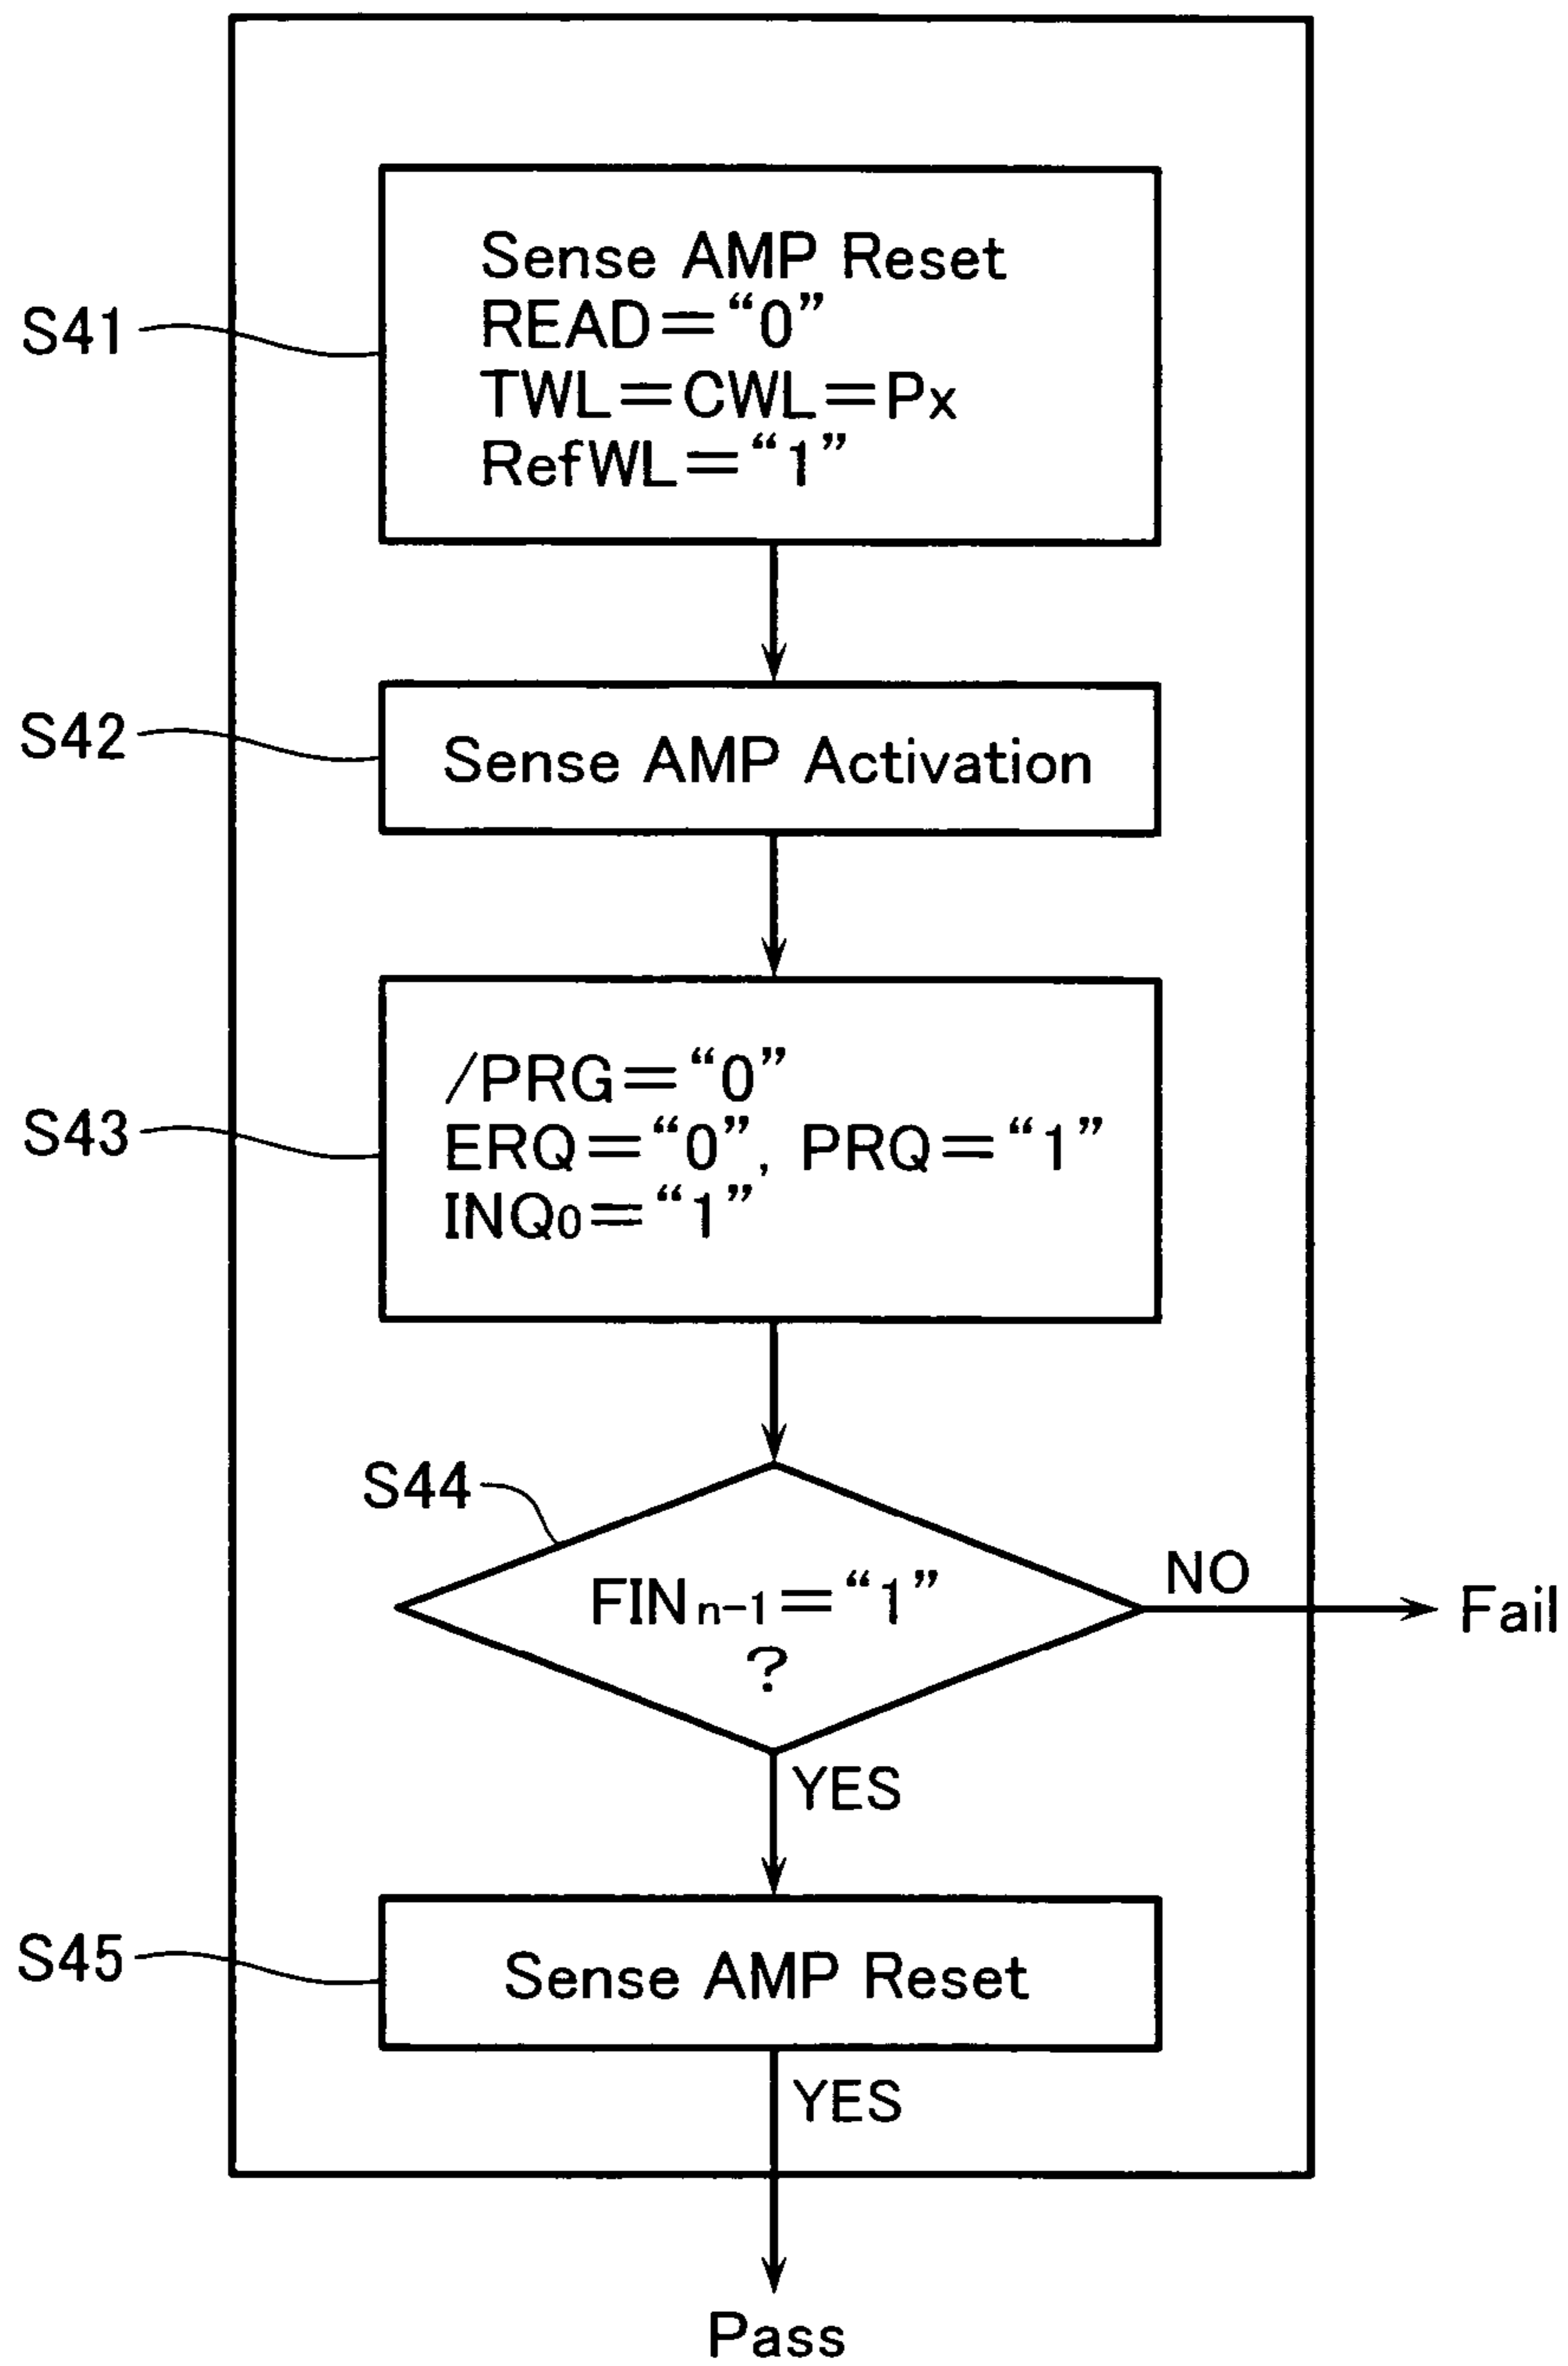 S41
Sense AMP Reset
READ=“0”
TWL=CWL=Px
RefWL=“1”
S42
Sense AMP Activation
S43
/PRG=“0”
ERQ=“0”, PRQ=“1”
INQ0=“1”
S44
FINn-1=“1”
?
NO
Fail
YES
S45
Sense AMP Reset
YES
Pass